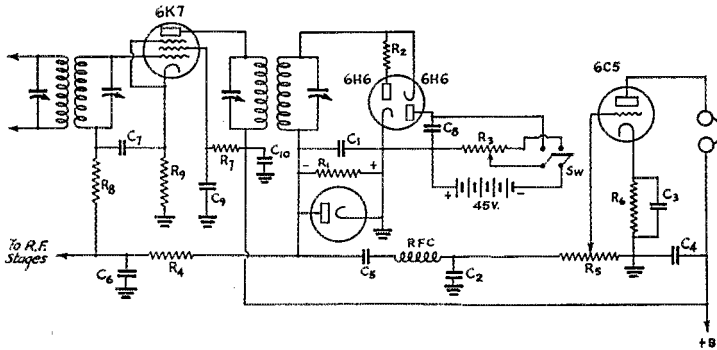 6K7
6H6
6H6
6C5
R2
C7
R8
R9
C9
R7
C10
C1
- R1 +
C8
R3
Sw
+ 45V. -
R6
C3
To R.F. Stages
C6
R4
C5
RFC
C2
R5
C4
+B